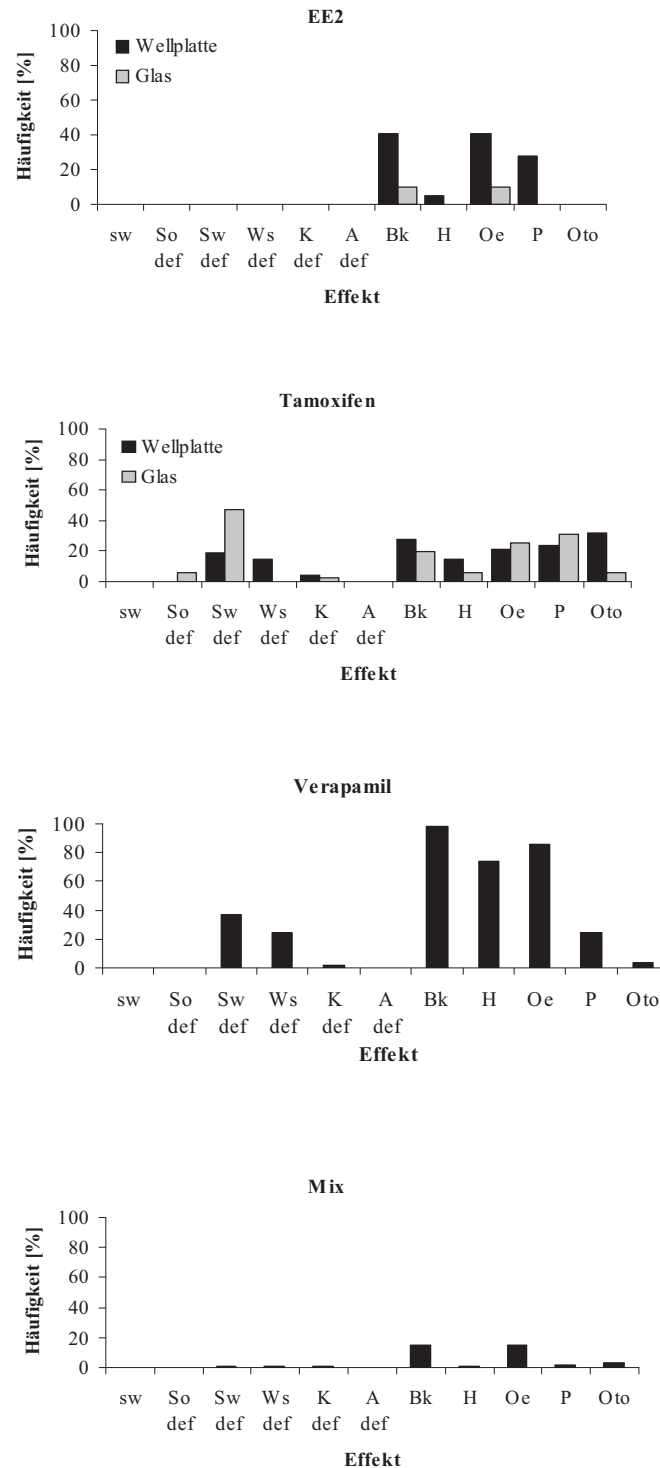 EE2
100
80
60
40
20
0
Häufigkeit [%]
Wellplatte
Glas
sw So Sw Ws K A Bk H Oe P Oto
def def def def def
Effekt
Tamoxifen
100
80
60
40
20
0
Häufigkeit [%]
Wellplatte
Glas
sw So Sw Ws K A Bk H Oe P Oto
def def def def def
Effekt
Verapamil
100
80
60
40
20
0
Häufigkeit [%]
sw So Sw Ws K A Bk H Oe P Oto
def def def def def
Effekt
Mix
100
80
60
40
20
0
Häufigkeit [%]
sw So Sw Ws K A Bk H Oe P Oto
def def def def def
Effekt